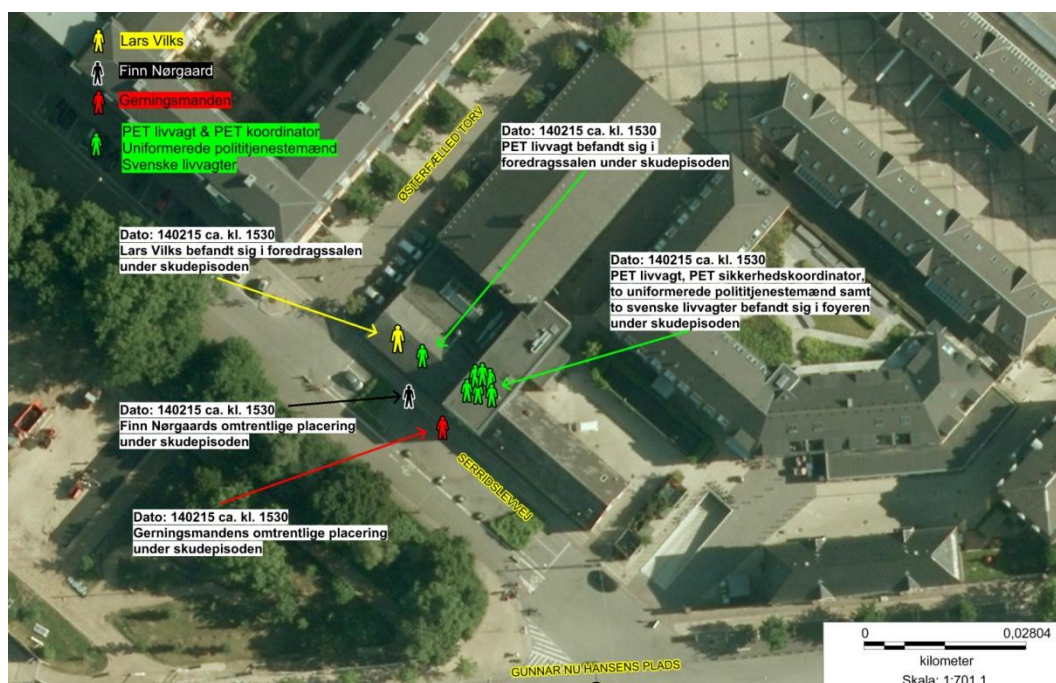 Lars Vilks
Finn Nørgaard
Gerningsmanden
PET livvagt & PET koordinator
Uniformerede polititjenestemænd
Svenske livvagter
ØSTERFÆLLED TORV
Dato: 140215 ca. kl. 1530
PET livvagt befandt sig i
foredragssalen under skudepisoden
Dato: 140215 ca. kl. 1530
Lars Vilks befandt sig i foredragssalen
under skudepisoden
Dato: 140215 ca. kl. 1530
PET livvagt, PET sikkerhedskoordinator,
to uniformerede polititjenestemænd samt
to svenske livvagter befandt sig i foyeren
under skudepisoden
Dato: 140215 ca. kl. 1530
Finn Nørgaards omtrentlige placering
under skudepisoden
SERRIDSLEVVEJ
Dato: 140215 ca. kl. 1530
Gerningsmandens omtrentlige placering
under skudepisoden
GUNNAR NU HANSENS PLADS
0 0,02804
kilometer
Skala: 1:701,1